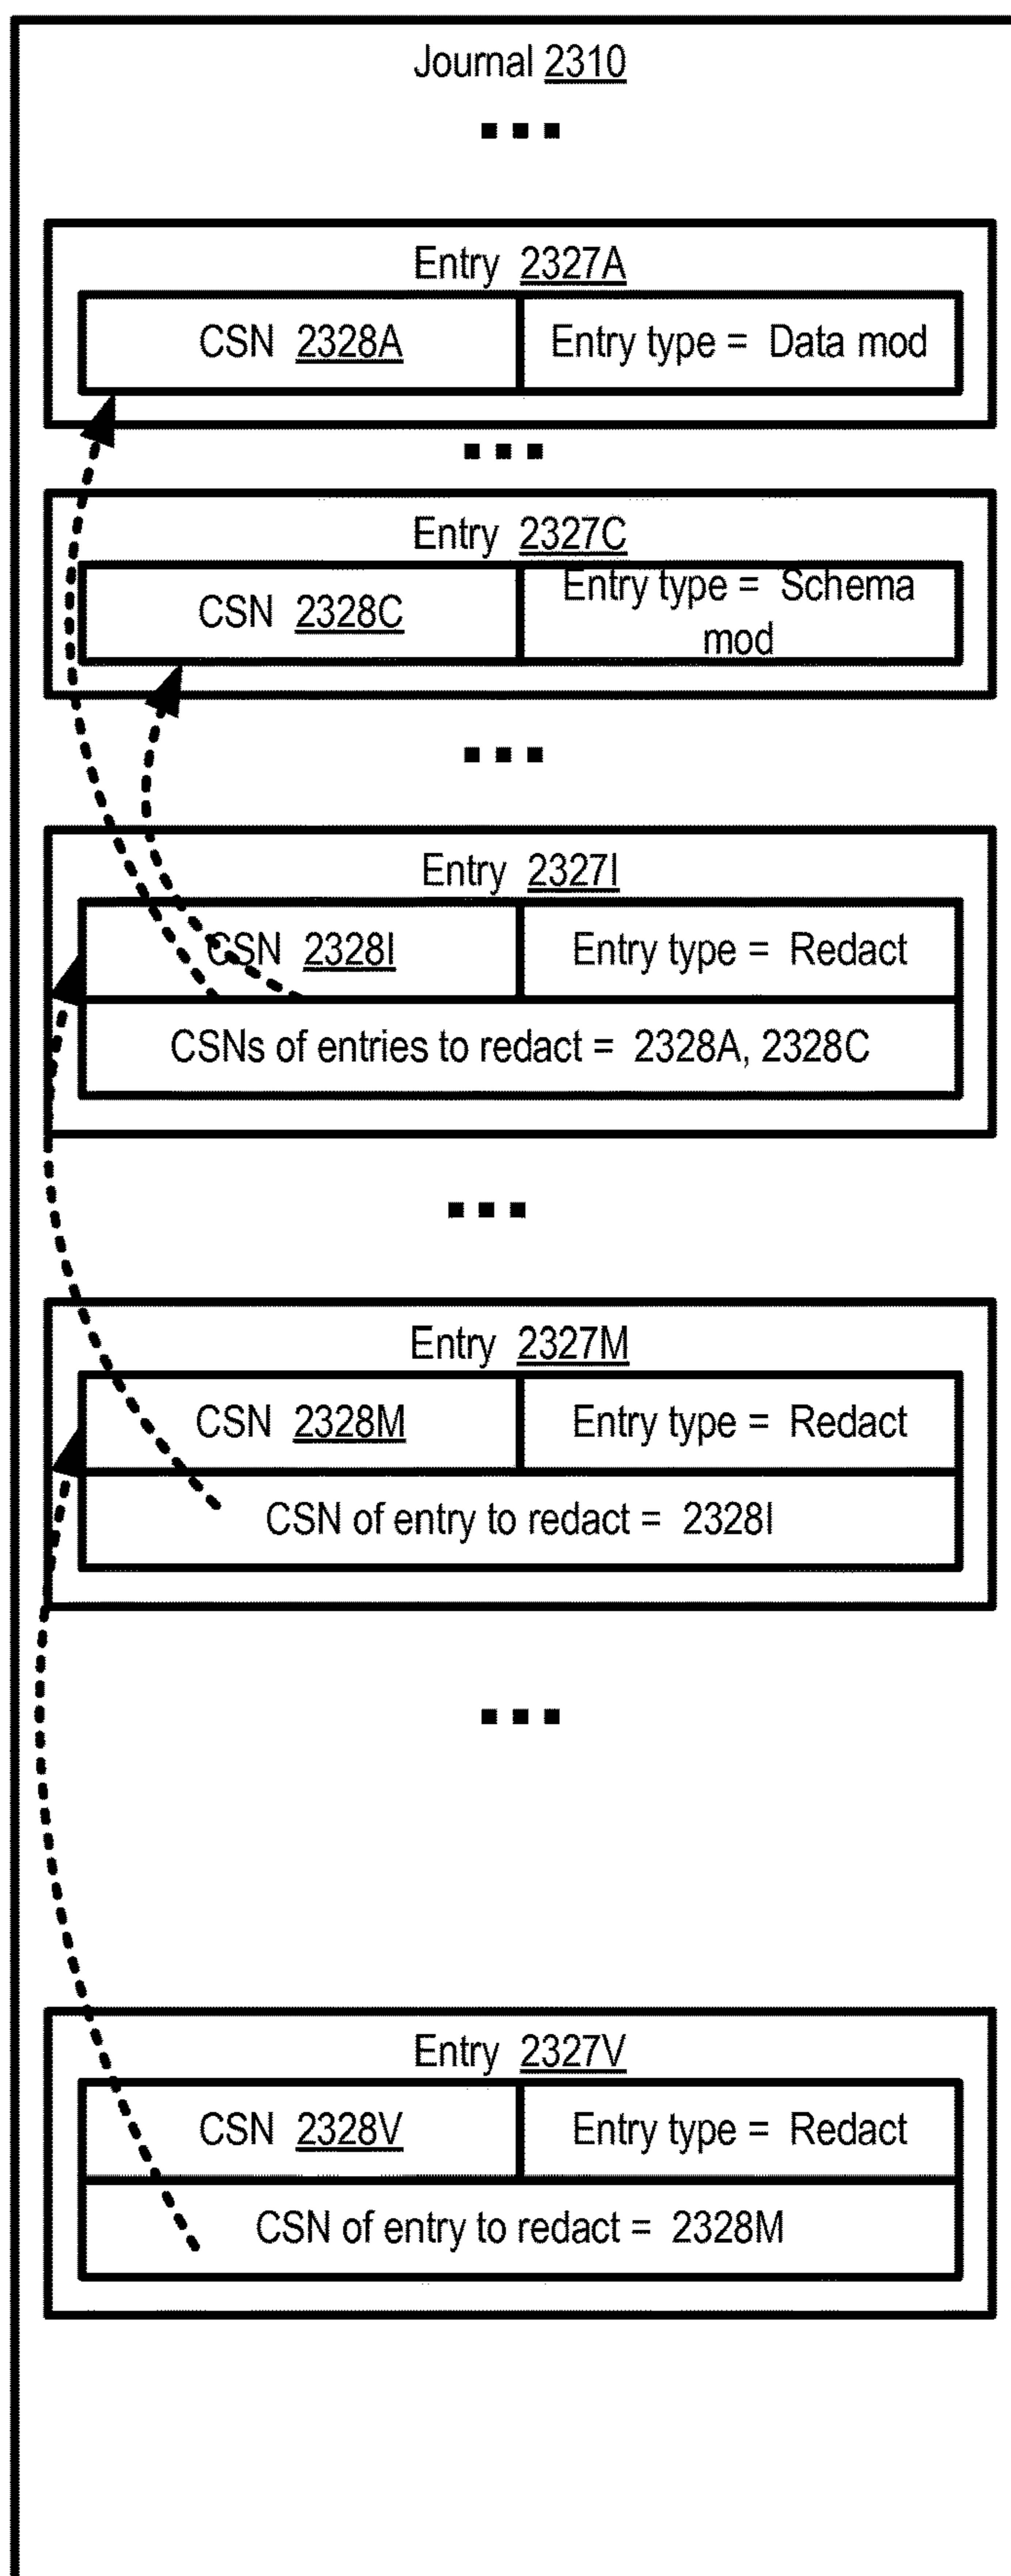 Journal 2310
Entry 2327A
CSN 2328A
Entry type = Data mod
Entry 2327C
CSN 2328C
Entry type = Schema
mod
Entry 2327I
CSN 2328I
Entry type = Redact
CSNs of entries to redact = 2328A, 2328C
Entry 2327M
CSN 2328M
Entry type = Redact
CSN of entry to redact = 2328I
Entry 2327V
CSN 2328V
Entry type = Redact
CSN of entry to redact = 2328M